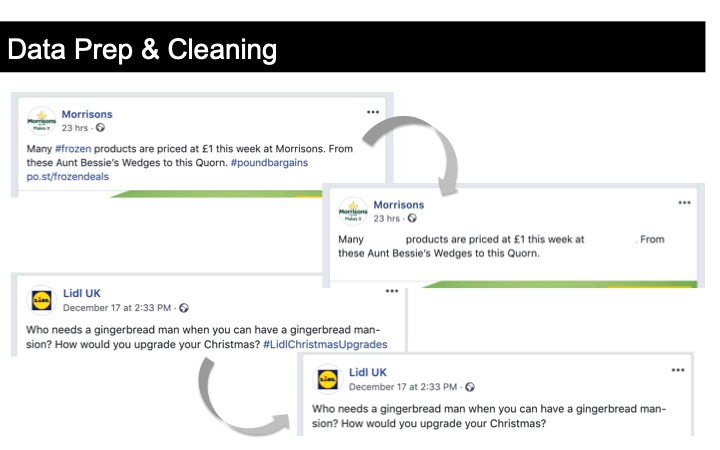 Data Prep & Cleaning
Morrisons
23 hrs ·
Many #frozen products are priced at £1 this week at Morrisons. From
these Aunt Bessie's Wedges to this Quorn. #poundbargains
po.st/frozendeals
Morrisons
Makes it
Morrisons
23 hrs ·
Many products are priced at £1 this week at . From
these Aunt Bessie's Wedges to this Quorn.
Morrisons
Makes it
Lidl UK
December 17 at 2:33 PM ·
Who needs a gingerbread man when you can have a gingerbread man-
sion? How would you upgrade your Christmas? #LidlChristmasUpgrades
LiDL
Lidl UK
December 17 at 2:33 PM ·
Who needs a gingerbread man when you can have a gingerbread man-
sion? How would you upgrade your Christmas?
LiDL